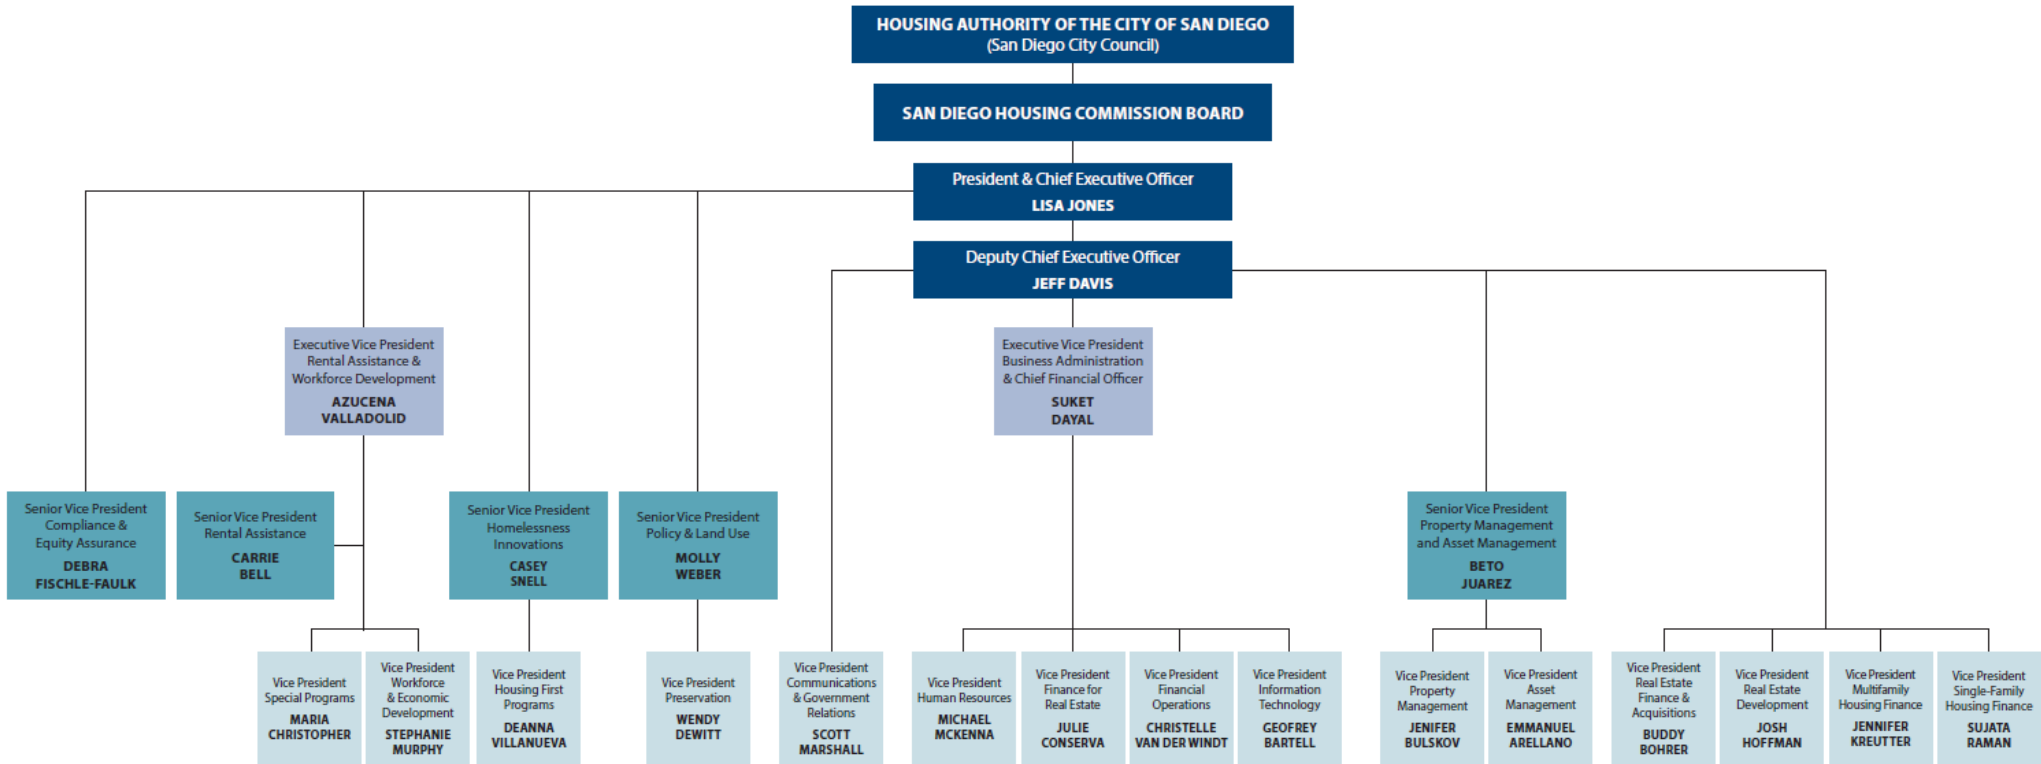 HOUSING AUTHORITY OF THE CITY OF SAN DIEGO
(San Diego City Council)
SAN DIEGO HOUSING COMMISSION BOARD
President & Chief Executive Officer
LISA JONES
Deputy Chief Executive Officer
JEFF DAVIS
Executive Vice President
Rental Assistance &
Workforce Development
AZUCENA
VALLADOLID
Executive Vice President
Business Administration
& Chief Financial Officer
SUKET
DAYAL
Senior Vice President
Compliance &
Equity Assurance
DEBRA
FISCHLE-FAULK
Senior Vice President
Rental Assistance
CARRIE
BELL
Senior Vice President
Homelessness
Innovations
CASEY
SNELL
Senior Vice President
Policy & Land Use
MOLLY
WEBER
Senior Vice President
Property Management
and Asset Management
BETO
JUAREZ
Vice President
Special Programs
MARIA
CHRISTOPHER
Vice President
Workforce
& Economic
Development
STEPHANIE
MURPHY
Vice President
Housing First
Programs
DEANNA
VILLANUEVA
Vice President
Preservation
WENDY
DEWITT
Vice President
Communications
& Government
Relations
SCOTT
MARSHALL
Vice President
Human Resources
MICHAEL
MCKENNA
Vice President
Finance for
Real Estate
JULIE
CONSERVA
Vice President
Financial
Operations
CHRISTELLE
VAN DER WINDT
Vice President
Information
Technology
GEOFREY
BARTELL
Vice President
Property
Management
JENIFER
BULSKOV
Vice President
Asset
Management
EMMANUEL
ARELLANO
Vice President
Real Estate
Finance &
Acquisitions
BUDDY
BOHRER
Vice President
Real Estate
Development
JOSH
HOFFMAN
Vice President
Multifamily
Housing Finance
JENNIFER
KREUTTER
Vice President
Single-Family
Housing Finance
SUJATA
RAMAN